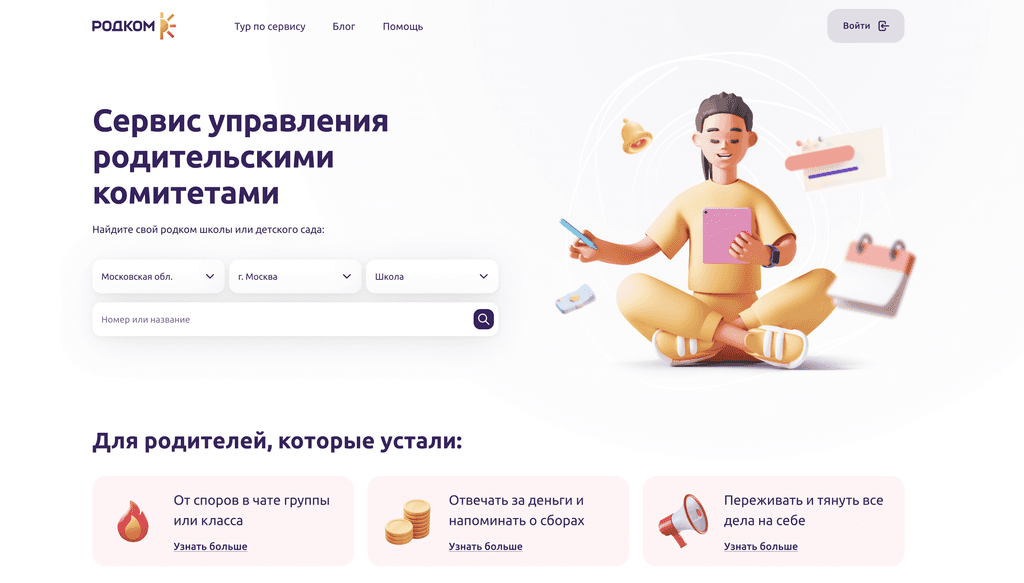 РОДКОМ
Тур по сервису
Блог
Помощь
Войти
Сервис управления
родительскими
комитетами
Найдите свой родком школы или детского сада:
Московская обл.
г. Москва
Школа
Номер или название
Для родителей, которые устали:
От споров в чате группы
или класса
Узнать больше
Отвечать за деньги и
напоминать о сборах
Узнать больше
Переживать и тянуть все
дела на себе
Узнать больше